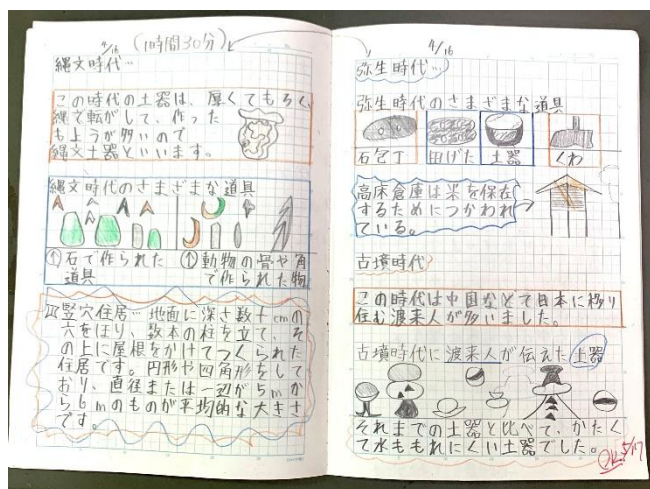 4/16
(1時間30分)
縄文時代…
この時代の土器は、厚くてもろく、
縄で転がして、作った
もようが多いので
縄文土器といいます。
縄文時代のさまざまな道具
↑石で作られた
道具
↑動物の骨や角
で作られた物
竪穴住居…地面に深さ数十cmの
穴をほり、数本の柱を立て、そ
の上に屋根をかけてつくられた
住居です。円形や四角形をして
おり、直径または一辺が5mか
ら6mのものが平均的な大きさ
です。
4/16
弥生時代…
弥生時代のさまざまな道具
石包丁
田げた
土器
くわ
高床倉庫は米を保在
するためにつかわれ
ている。
古墳時代
この時代は中国などで日本に移り
住む渡来人が多いました。
古墳時代に渡来人が伝えた土器
それまでの土器と比べて、かたく
て水ももれにくい土器でした。
OK
5/17